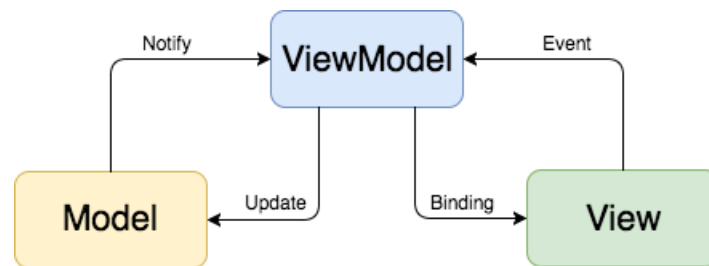 Notify
ViewModel
Event
Model
Update
Binding
View